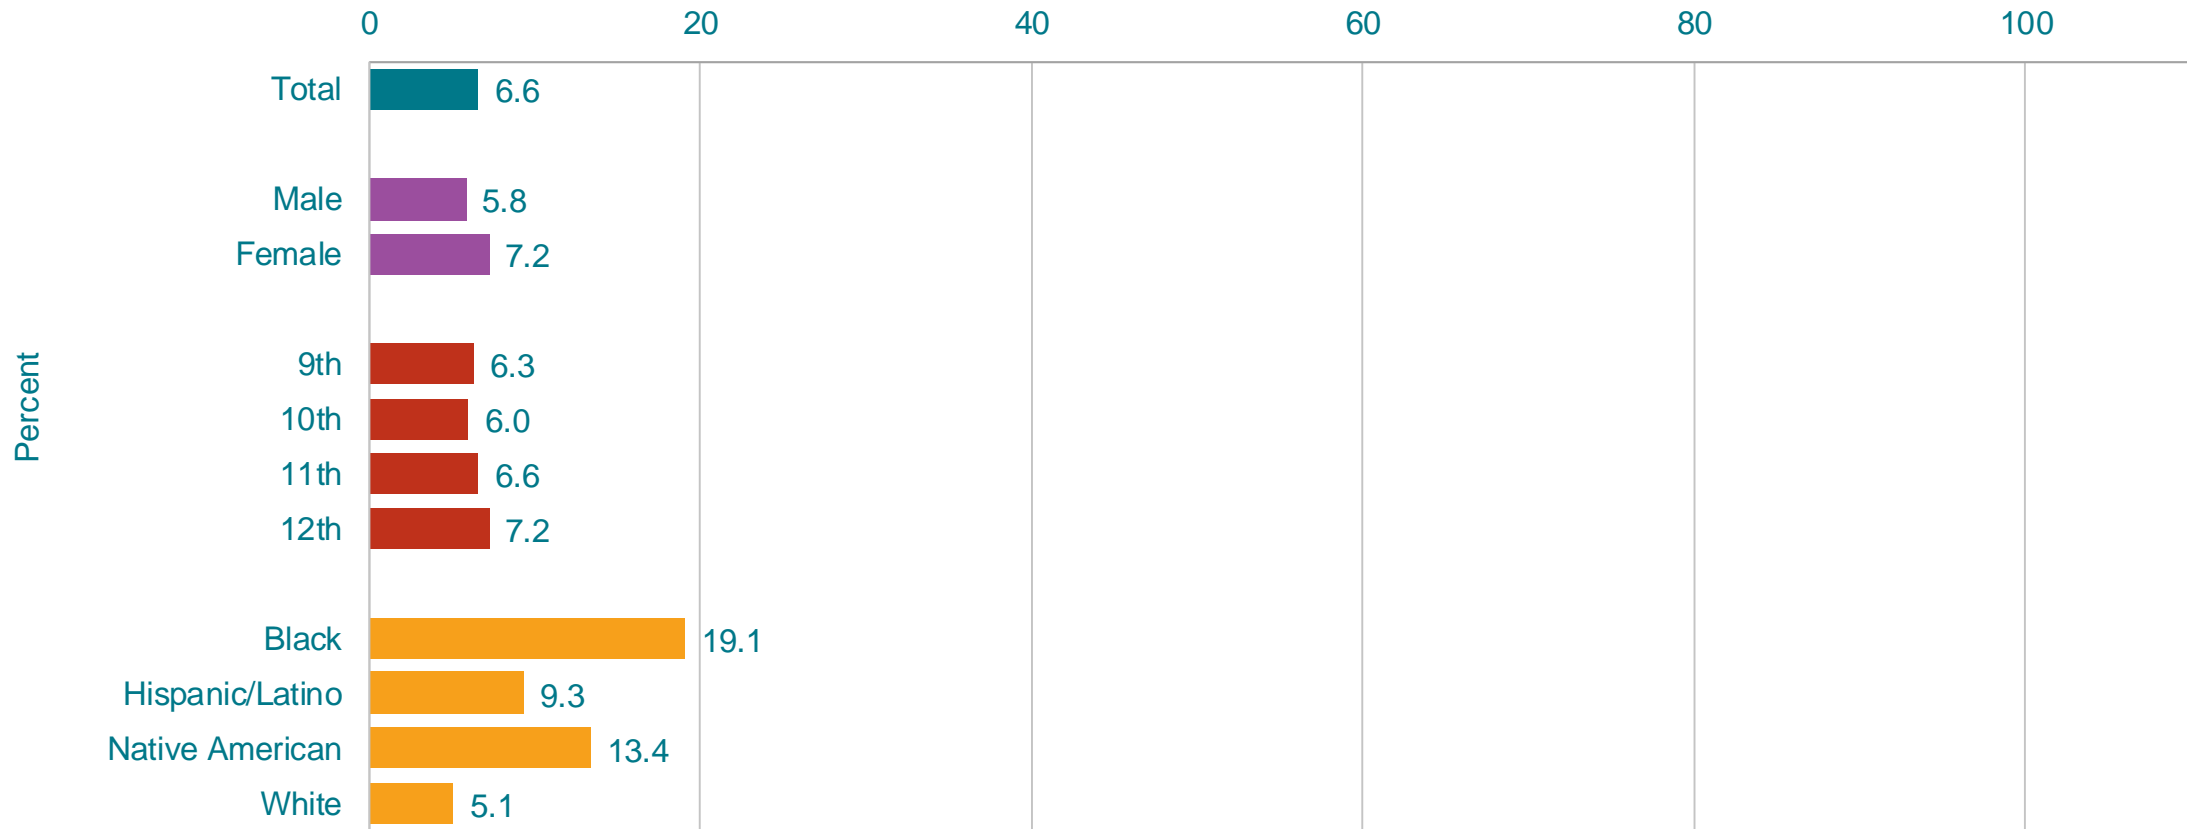 0 20 40 60 80 100
Total 6.6
Male 5.8
Female 7.2
Percent
9th 6.3
10th 6.0
11th 6.6
12th 7.2
Black 19.1
Hispanic/Latino 9.3
Native American 13.4
White 5.1